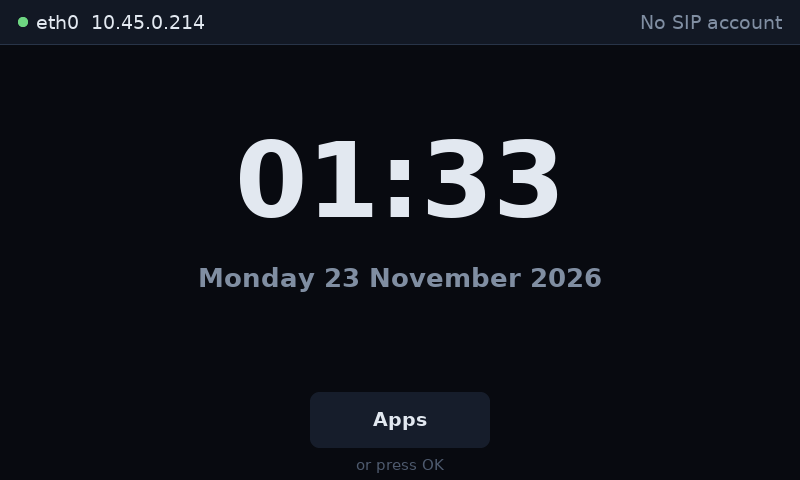 eth0 10.45.0.214
No SIP account
01:33
Monday 23 November 2026
Apps
or press OK